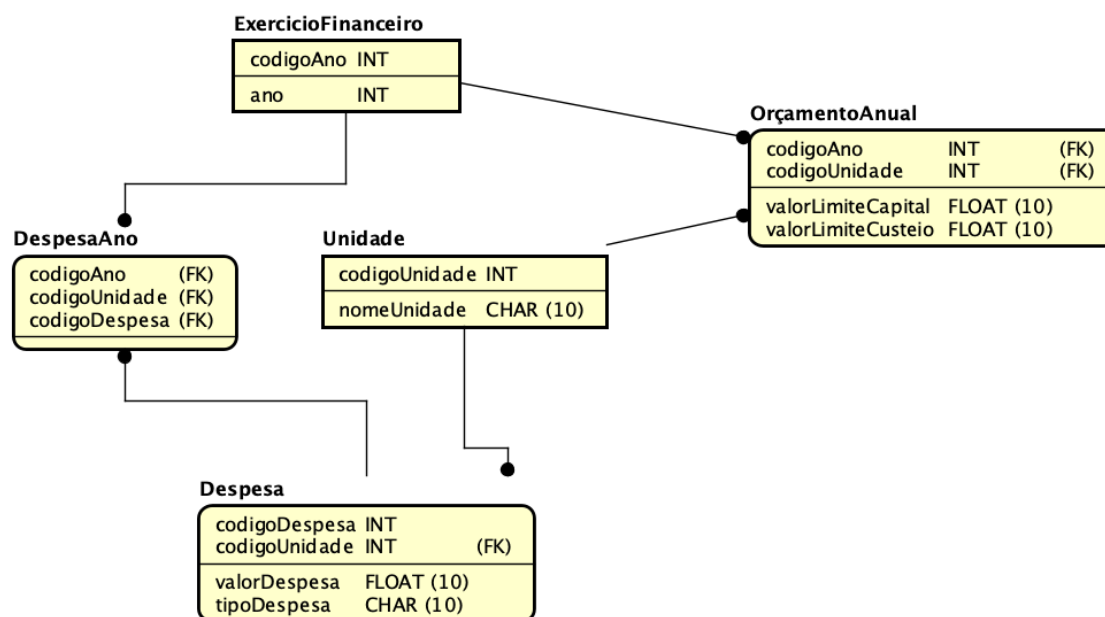 ExercicioFinanceiro
codigoAno INT
ano INT
OrçamentoAnual
codigoAno INT (FK)
codigoUnidade INT (FK)
valorLimiteCapital FLOAT (10)
valorLimiteCusteio FLOAT (10)
DespesaAno
codigoAno (FK)
codigoUnidade (FK)
codigoDespesa (FK)
Unidade
codigoUnidade INT
nomeUnidade CHAR (10)
Despesa
codigoDespesa INT
codigoUnidade INT (FK)
valorDespesa FLOAT (10)
tipoDespesa CHAR (10)